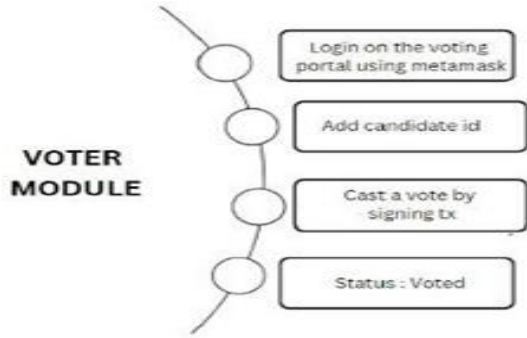 Login on the voting
portal using metamask
Add candidate id
VOTER
MODULE
Cast a vote by
signing tx
Status : Voted